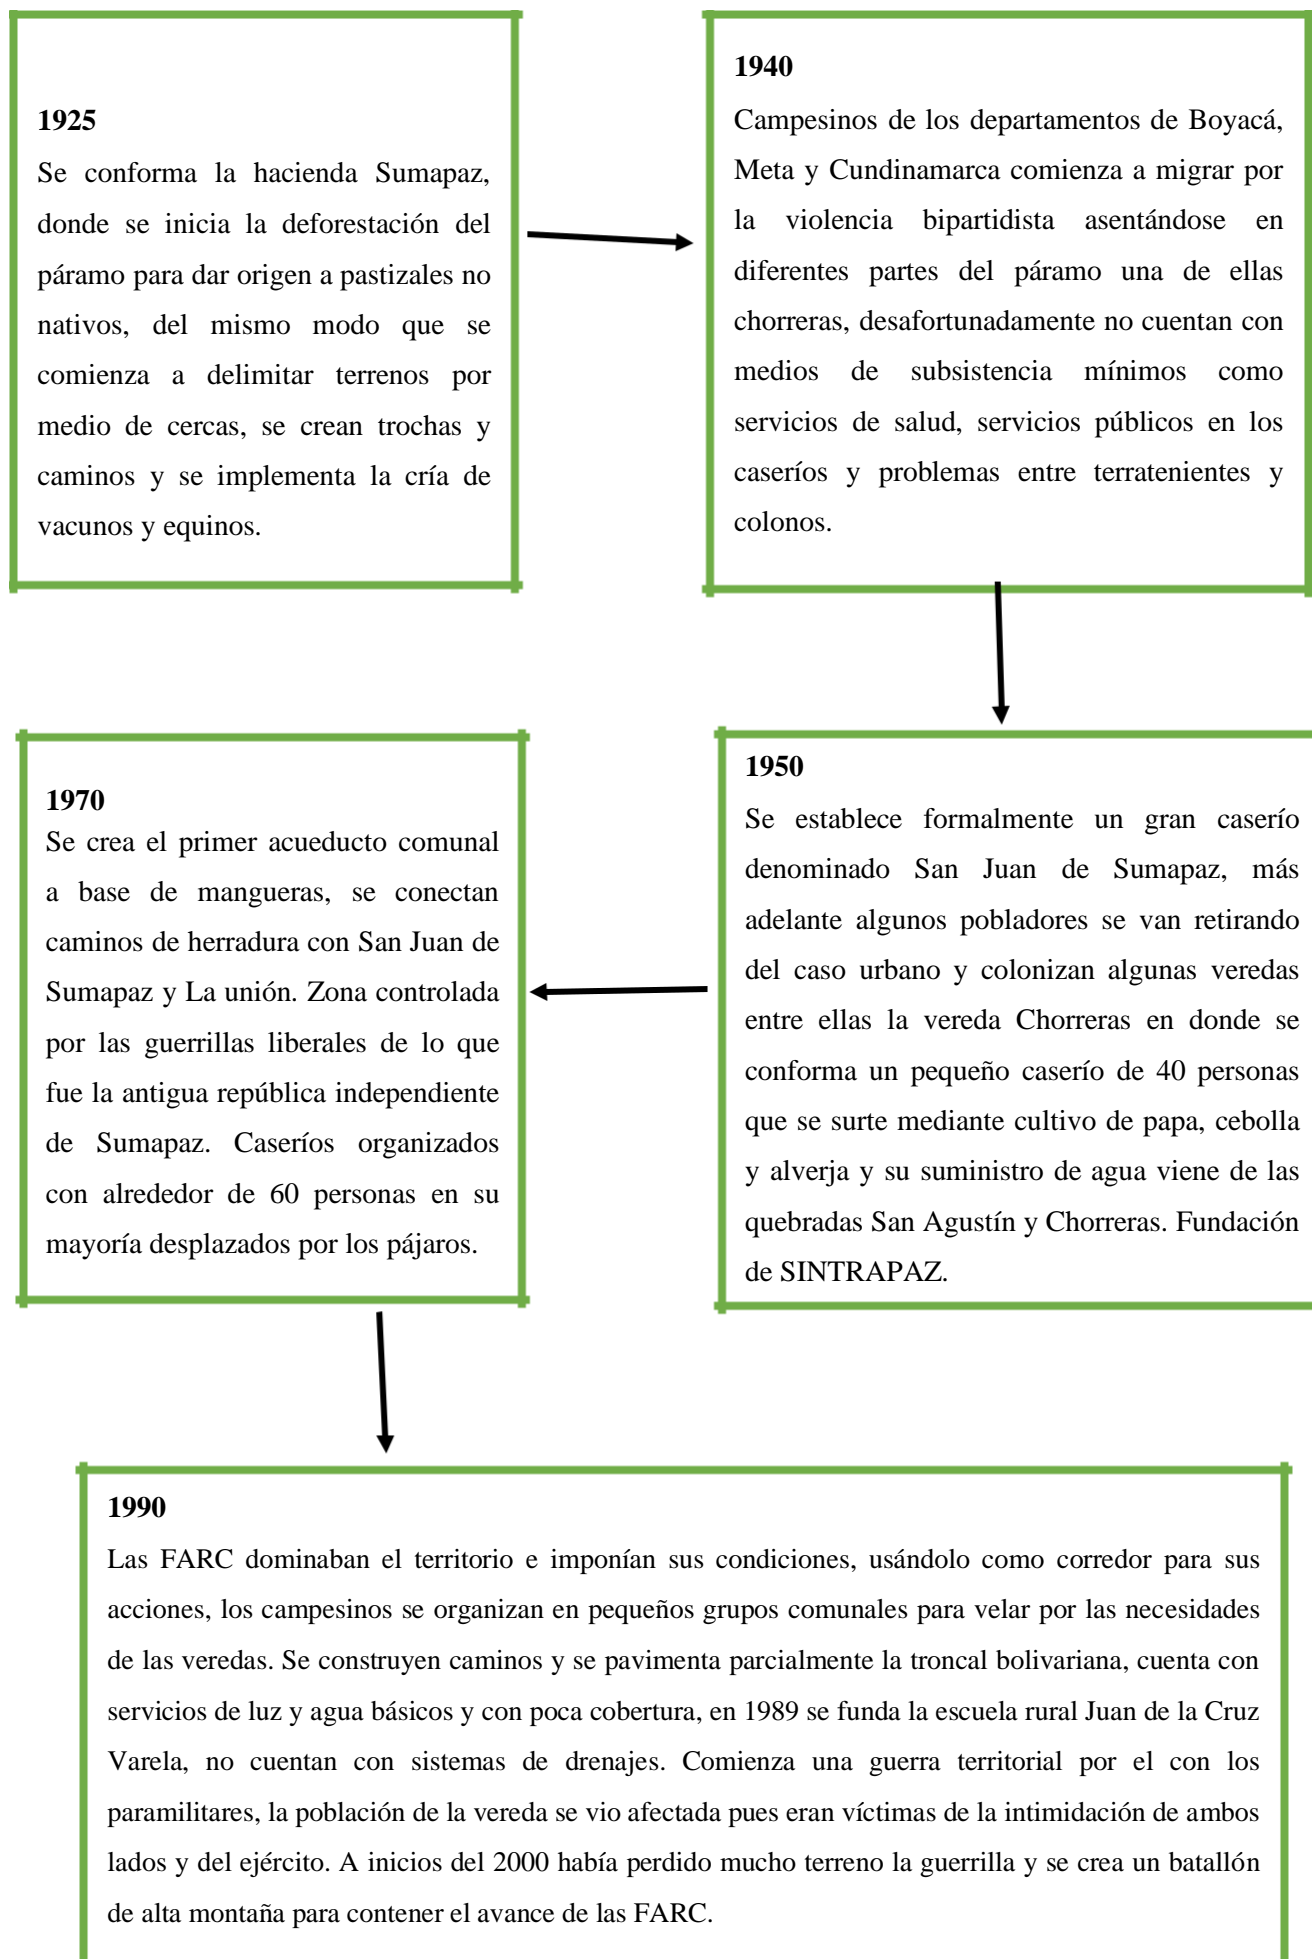 1925
Se conforma la hacienda Sumapaz,
donde se inicia la deforestación del
páramo para dar origen a pastizales no
nativos, del mismo modo que se
comienza a delimitar terrenos por
medio de cercas, se crean trochas y
caminos y se implementa la cría de
vacunos y equinos.
1940
Campesinos de los departamentos de Boyacá,
Meta y Cundinamarca comienza a migrar por
la violencia bipartidista asentándose en
diferentes partes del páramo una de ellas
chorreras, desafortunadamente no cuentan con
medios de subsistencia mínimos como
servicios de salud, servicios públicos en los
caseríos y problemas entre terratenientes y
colonos.
1950
Se establece formalmente un gran caserío
denominado San Juan de Sumapaz, más
adelante algunos pobladores se van retirando
del caso urbano y colonizan algunas veredas
entre ellas la vereda Chorreras en donde se
conforma un pequeño caserío de 40 personas
que se surte mediante cultivo de papa, cebolla
y alverja y su suministro de agua viene de las
quebradas San Agustín y Chorreras. Fundación
de SINTRAPAZ.
1970
Se crea el primer acueducto comunal
a base de mangueras, se conectan
caminos de herradura con San Juan de
Sumapaz y La unión. Zona controlada
por las guerrillas liberales de lo que
fue la antigua república independiente
de Sumapaz. Caseríos organizados
con alrededor de 60 personas en su
mayoría desplazados por los pájaros.
1990
Las FARC dominaban el territorio e imponían sus condiciones, usándolo como corredor para sus
acciones, los campesinos se organizan en pequeños grupos comunales para velar por las necesidades
de las veredas. Se construyen caminos y se pavimenta parcialmente la troncal bolivariana, cuenta con
servicios de luz y agua básicos y con poca cobertura, en 1989 se funda la escuela rural Juan de la Cruz
Varela, no cuentan con sistemas de drenajes. Comienza una guerra territorial por el con los
paramilitares, la población de la vereda se vio afectada pues eran víctimas de la intimidación de ambos
lados y del ejército. A inicios del 2000 había perdido mucho terreno la guerrilla y se crea un batallón
de alta montaña para contener el avance de las FARC.